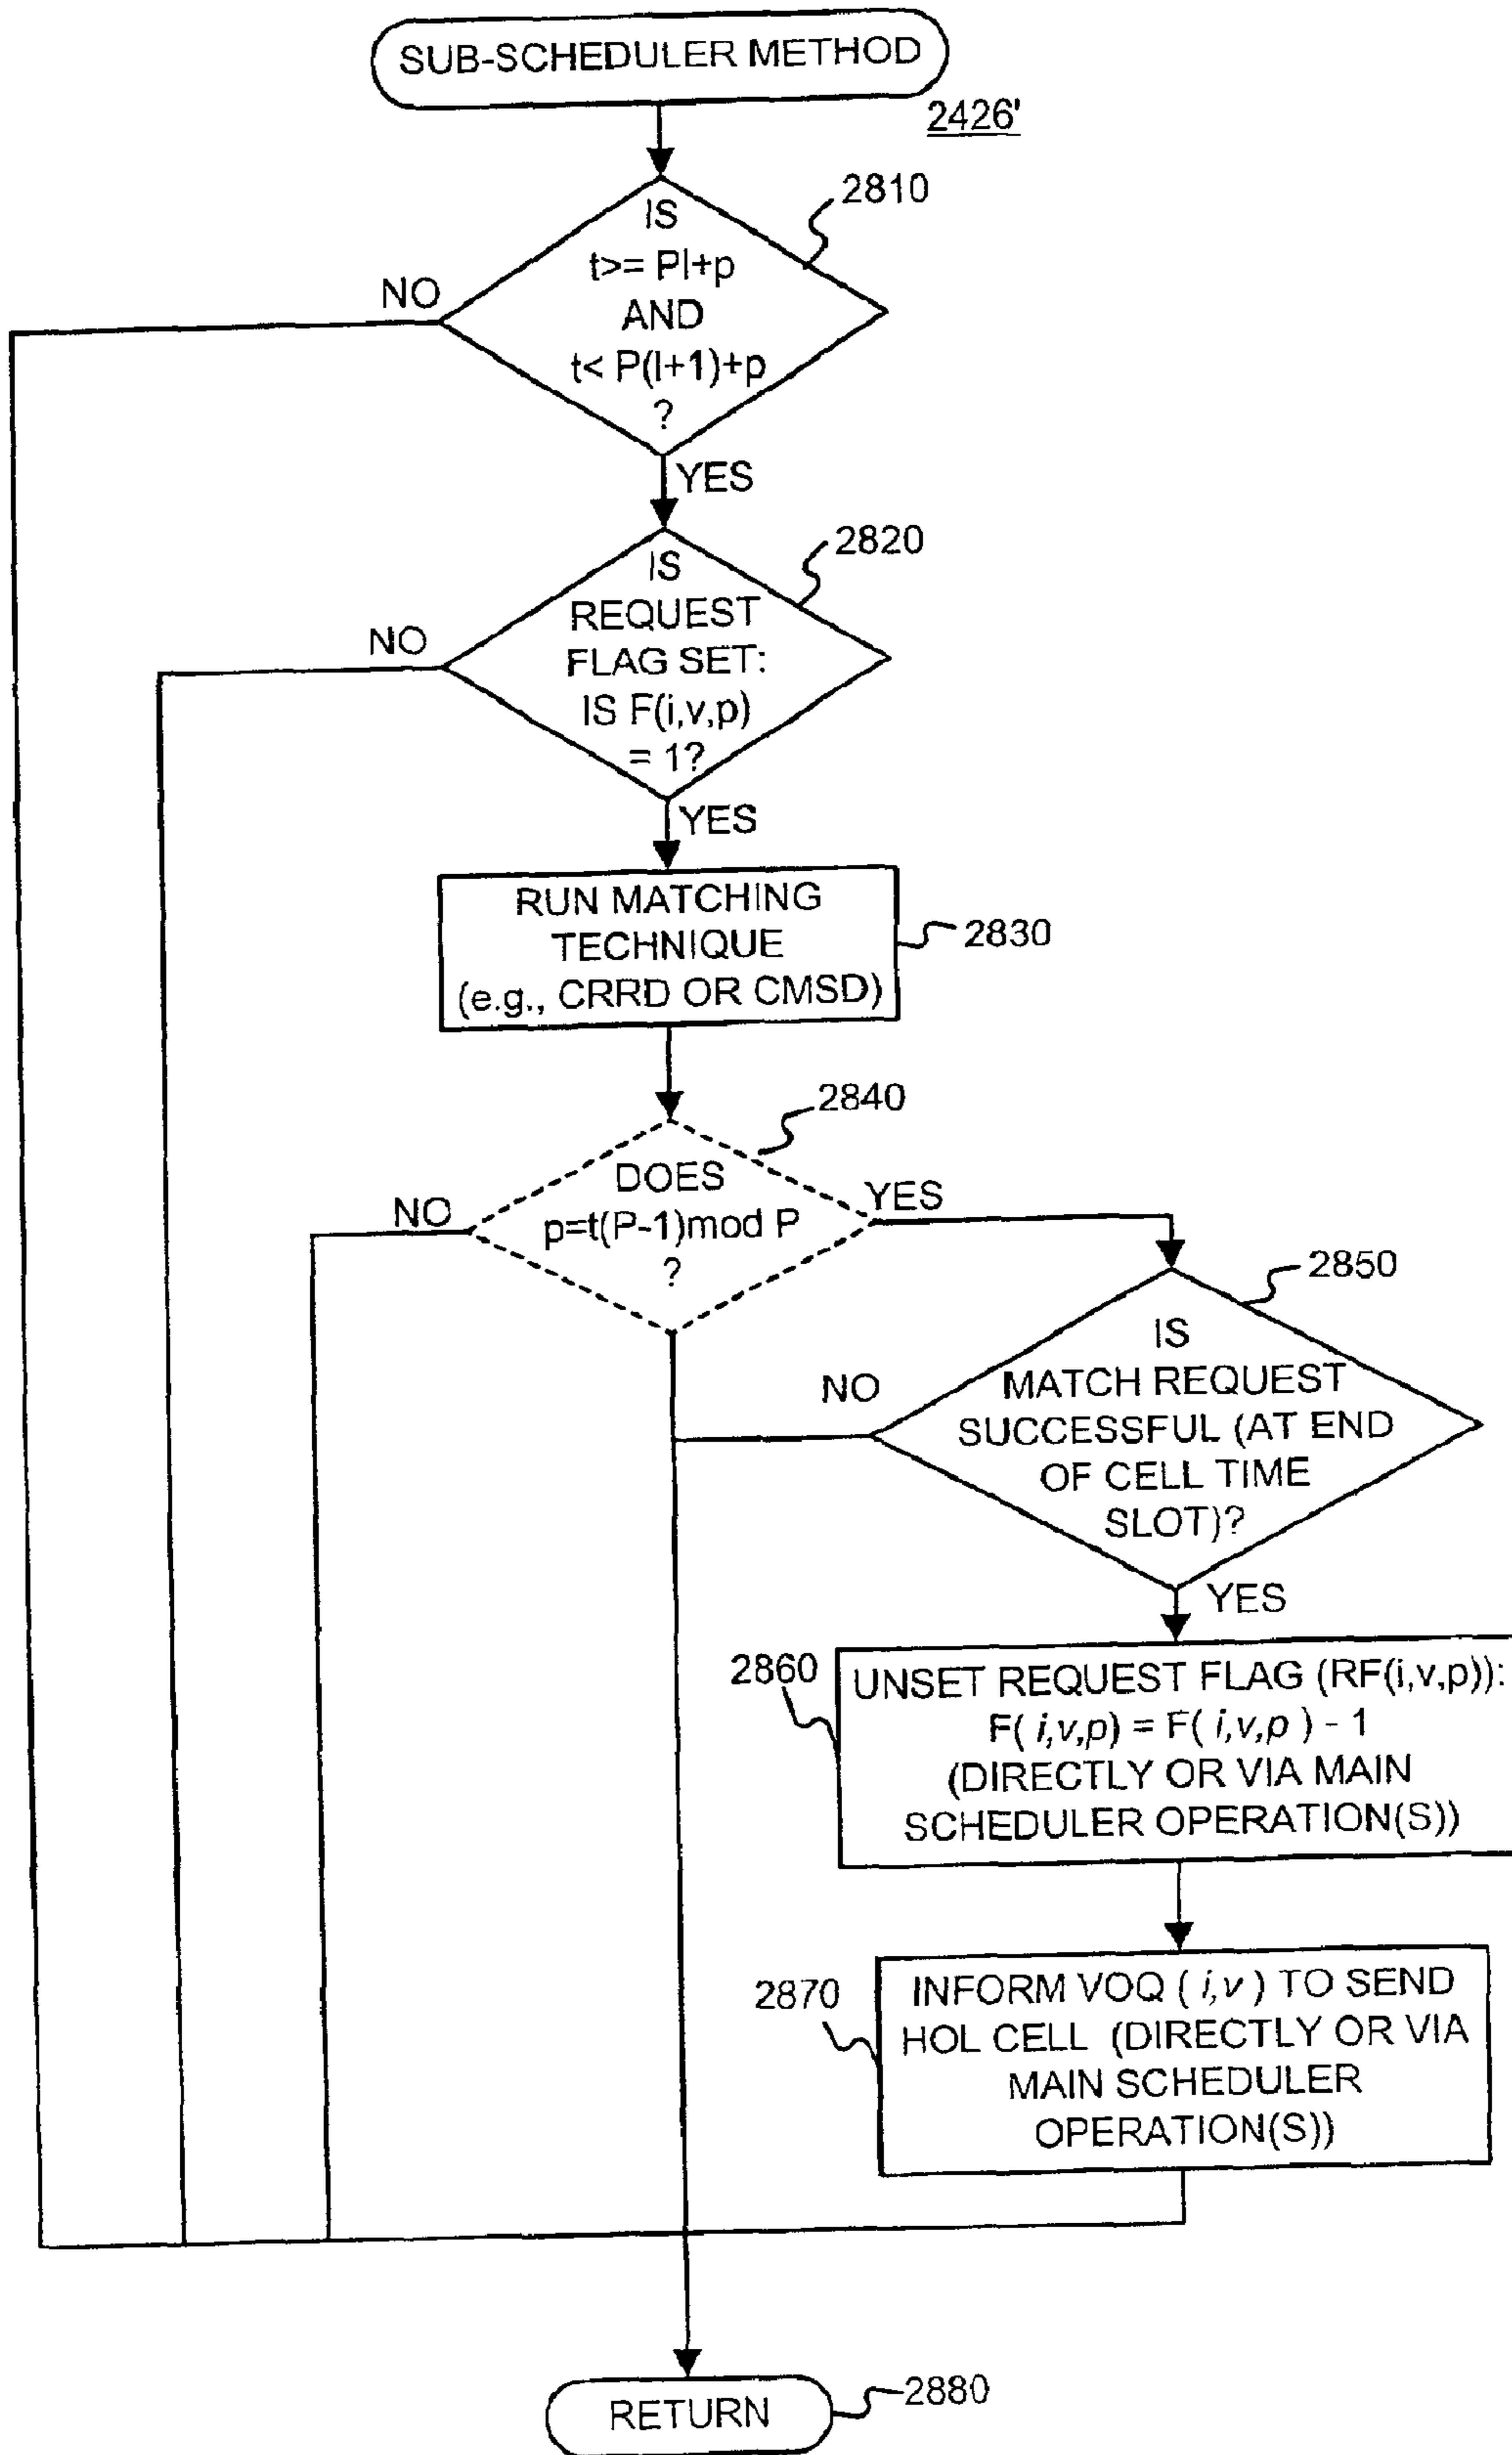 SUB-SCHEDULER METHOD
2426'
2810
IS
t>= Pl+p
AND
t< P(l+1)+p
?
NO
YES
2820
IS
REQUEST
FLAG SET:
IS F(i,v,p)
= 1?
NO
YES
RUN MATCHING
TECHNIQUE
(e.g., CRRD OR CMSD)
2830
2840
DOES
p=t(P-1)mod P
?
NO
YES
2850
IS
MATCH REQUEST
SUCCESSFUL (AT END
OF CELL TIME
SLOT)?
NO
YES
2860
UNSET REQUEST FLAG (RF(i,v,p)):
F( i,v,p) = F( i,v,p ) - 1
(DIRECTLY OR VIA MAIN
SCHEDULER OPERATION(S))
2870
INFORM VOQ ( i,v ) TO SEND
HOL CELL (DIRECTLY OR VIA
MAIN SCHEDULER
OPERATION(S))
RETURN
2880